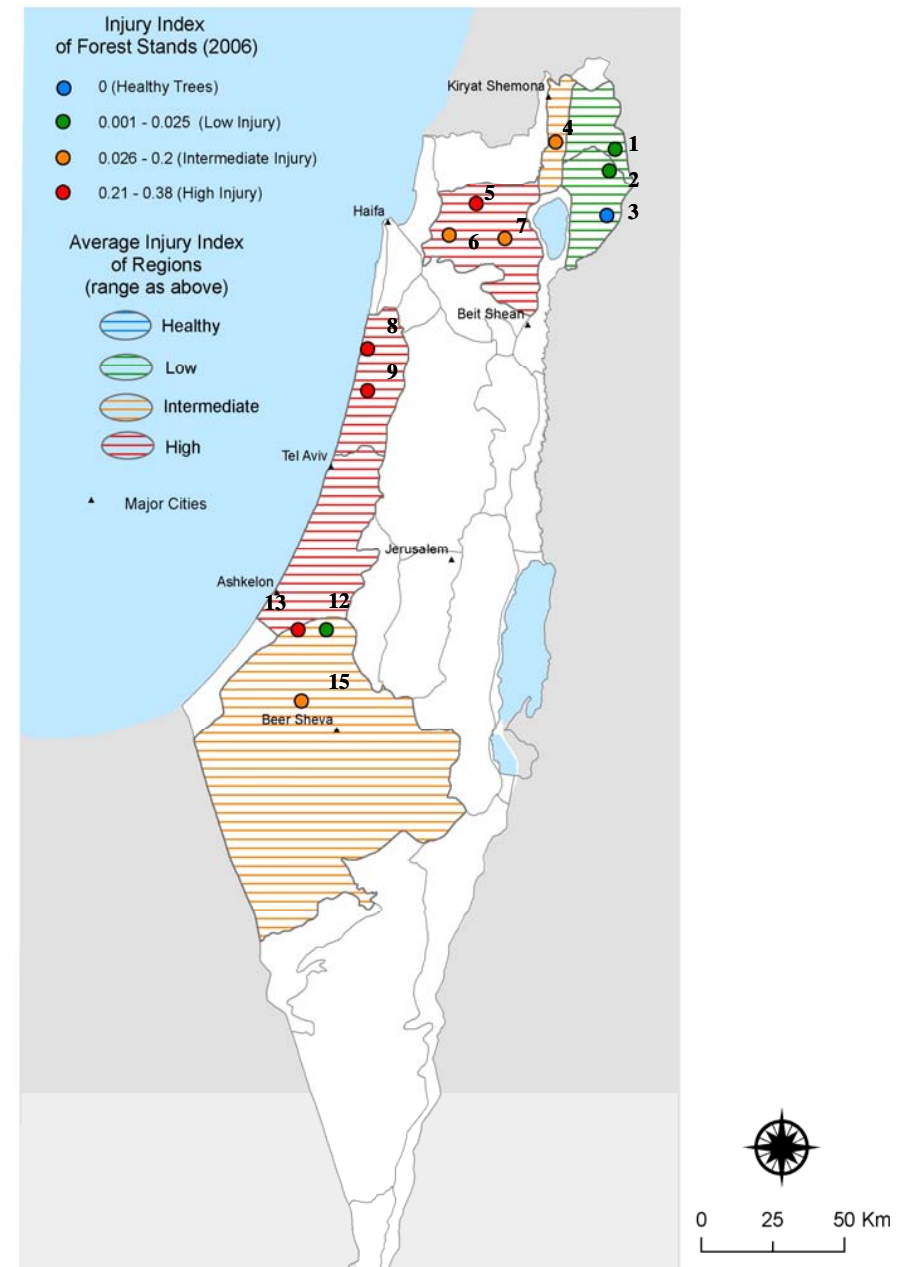 Injury Index
of Forest Stands (2006)
0 (Healthy Trees)
0.001 - 0.025 (Low Injury)
0.026 - 0.2 (Intermediate Injury)
0.21 - 0.38 (High Injury)
Average Injury Index
of Regions
(range as above)
Healthy
Low
Intermediate
High
Major Cities
Kiryat Shemona
4
1
2
3
5
7
6
Haifa
Beit Shean
8
9
Tel Aviv
Jerusalem
Ashkelon
13
12
15
Beer Sheva
0 25 50 Km